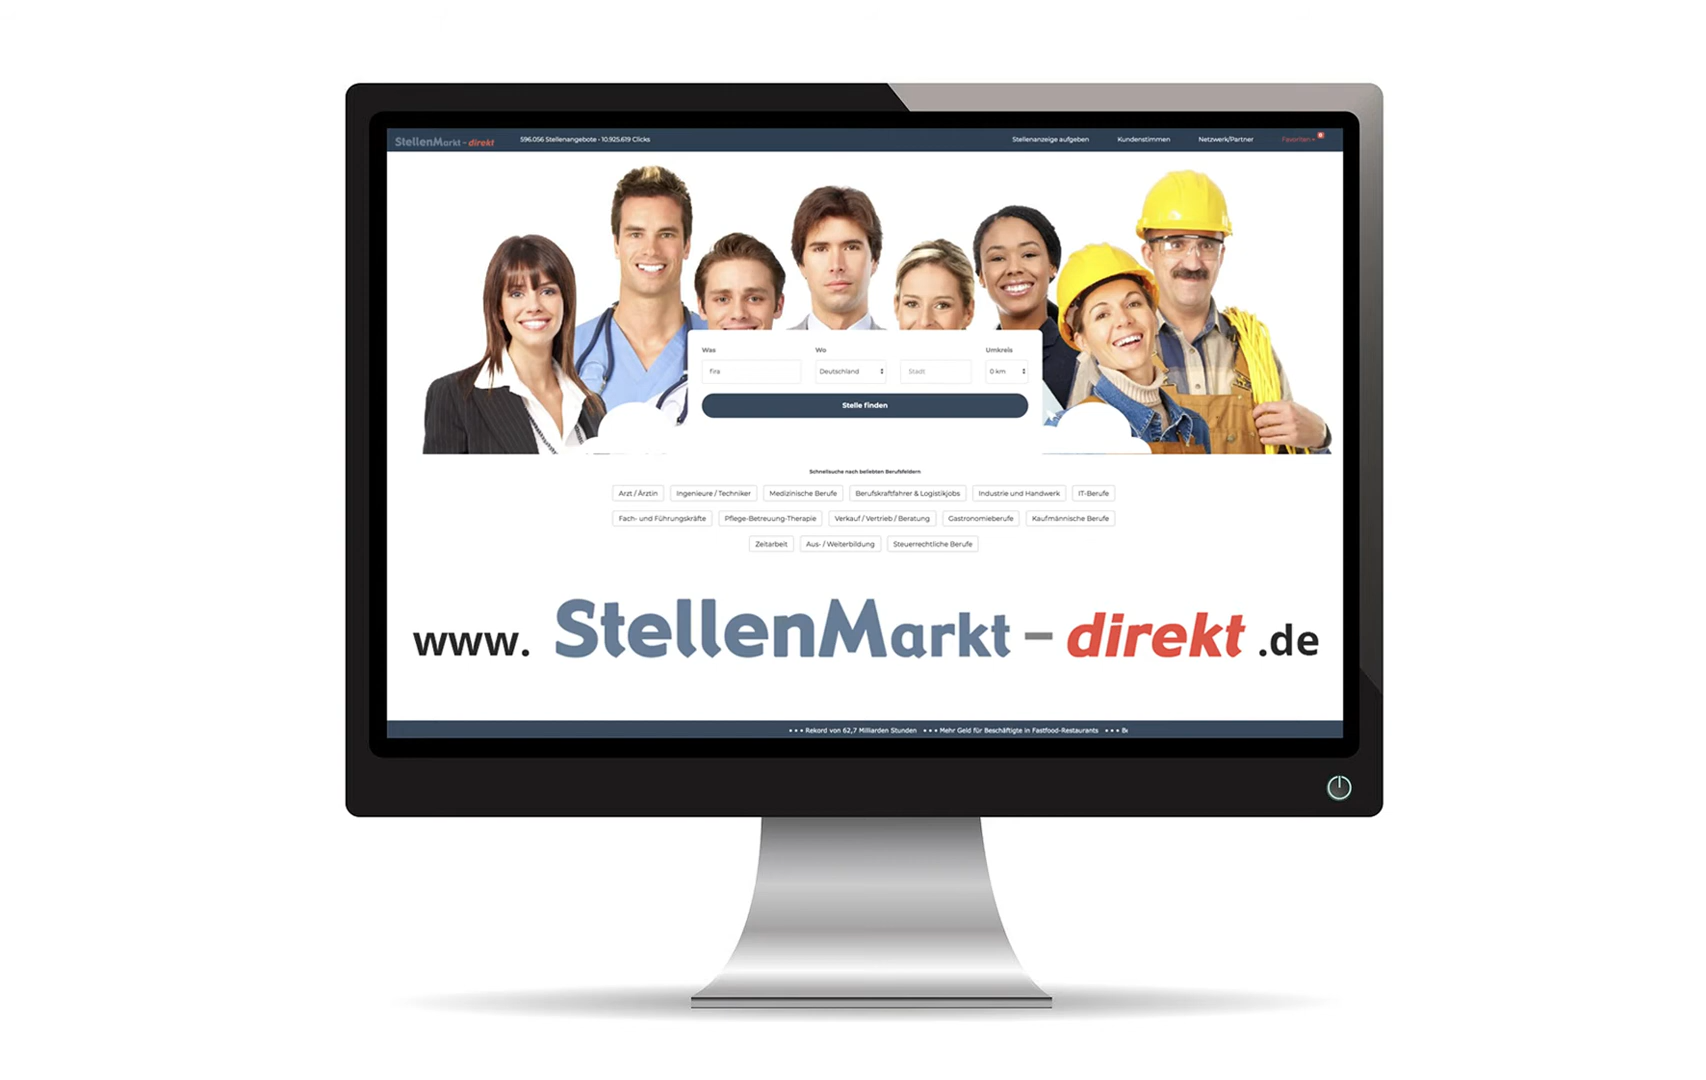 StellenMarkt - direkt 596.056 Stellenangebote • 10.925.619 Clicks Stellenanzeige aufgeben Kundenstimmen Netzwerk/Partner Favoriten
Was Wo Umkreis
fira Deutschland Stadt 0 km
Stelle finden
Schnellsuche nach beliebten Berufsfeldern
Arzt / Ärztin Ingenieure / Techniker Medizinische Berufe Berufskraftfahrer & Logistikjobs Industrie und Handwerk IT-Berufe
Fach- und Führungskräfte Pflege-Betreuung-Therapie Verkauf / Vertrieb / Beratung Gastronomieberufe Kaufmännische Berufe
Zeitarbeit Aus- / Weiterbildung Steuerrechtliche Berufe
www. StellenMarkt - direkt .de
• • • Rekord von 62,7 Milliarden Stunden • • • Mehr Geld für Beschäftigte in Fastfood-Restaurants • • •